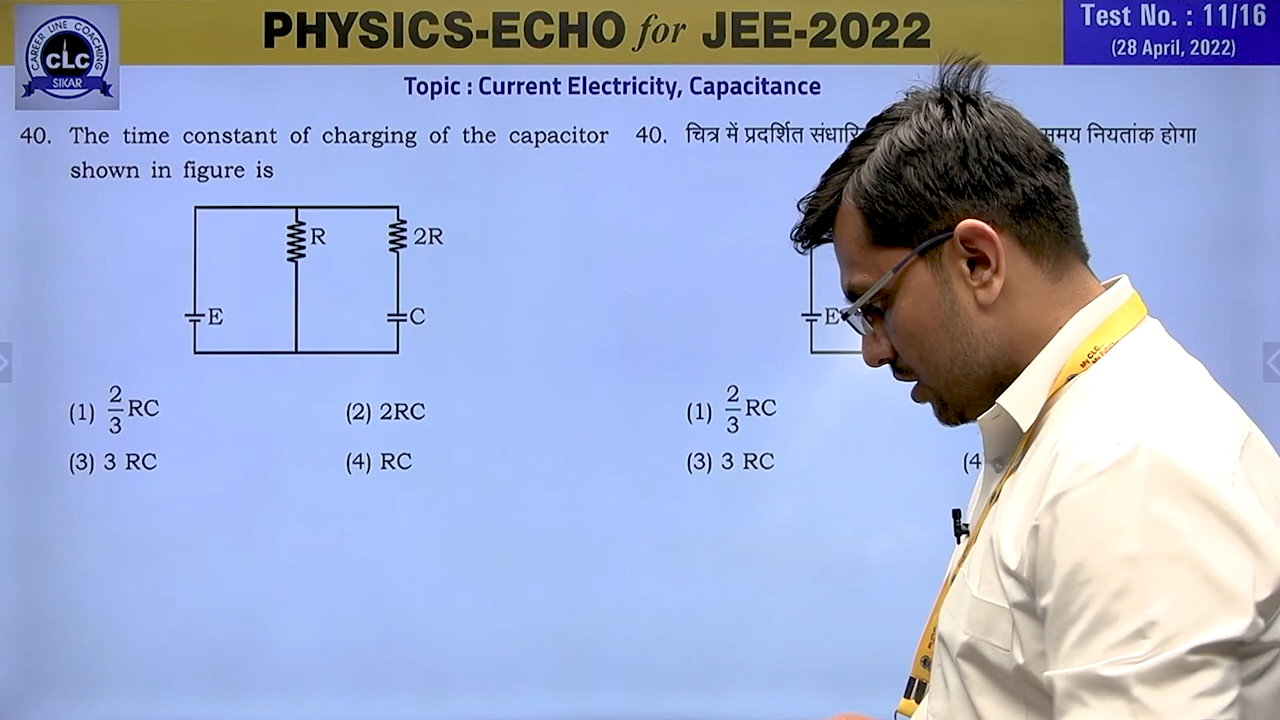 PHYSICS-ECHO for JEE-2022
Test No. : 11/16
(28 April, 2022)
CAREER LINE COACHING
CLC
SIKAR
Topic : Current Electricity, Capacitance
40. The time constant of charging of the capacitor
shown in figure is
R
2R
E
C
(1) 2/3 RC
(2) 2RC
(3) 3 RC
(4) RC
40. चित्र में प्रदर्शित
समय नियतांक होगा
E
(1) 2/3 RC
(3) 3 RC
(4